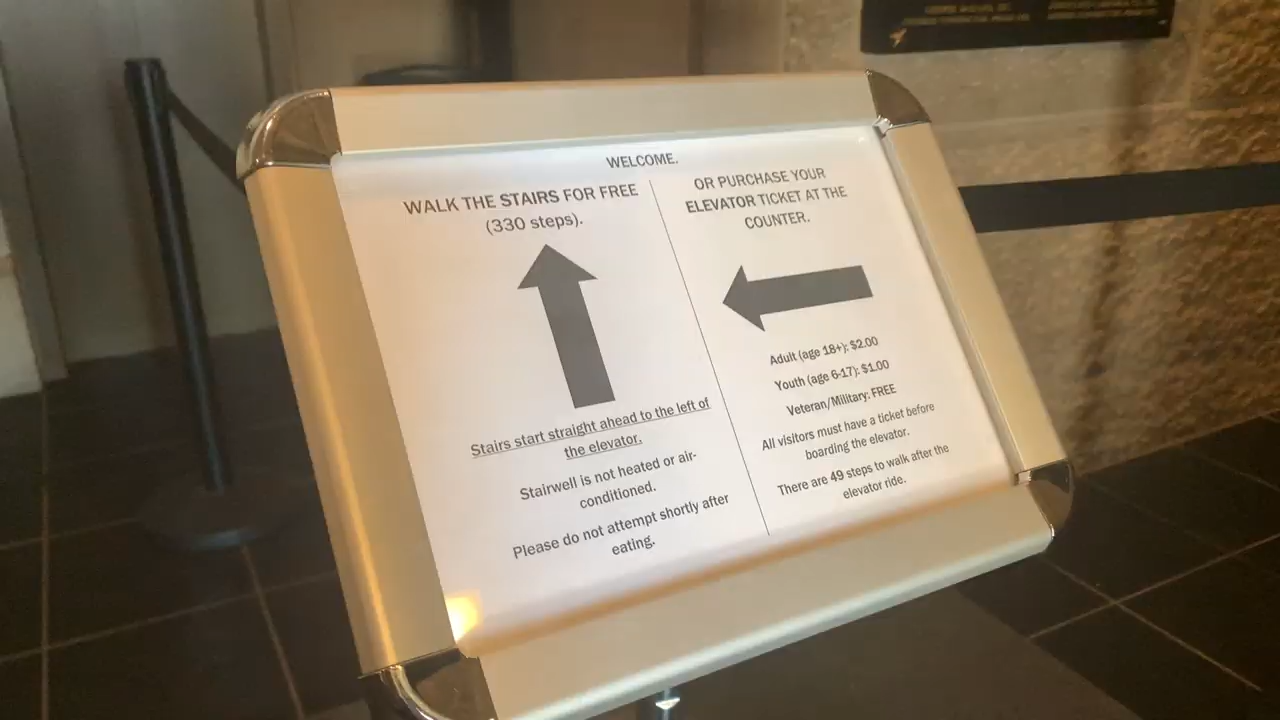 WELCOME.
WALK THE STAIRS FOR FREE
(330 steps).
Stairs start straight ahead to the left of
the elevator.
Stairwell is not heated or air-
conditioned.
Please do not attempt shortly after
eating.
OR PURCHASE YOUR
ELEVATOR TICKET AT THE
COUNTER.
Adult (age 18+): $2.00
Youth (age 6-17): $1.00
Veteran/Military: FREE
All visitors must have a ticket before
boarding the elevator.
There are 49 steps to walk after the
elevator ride.